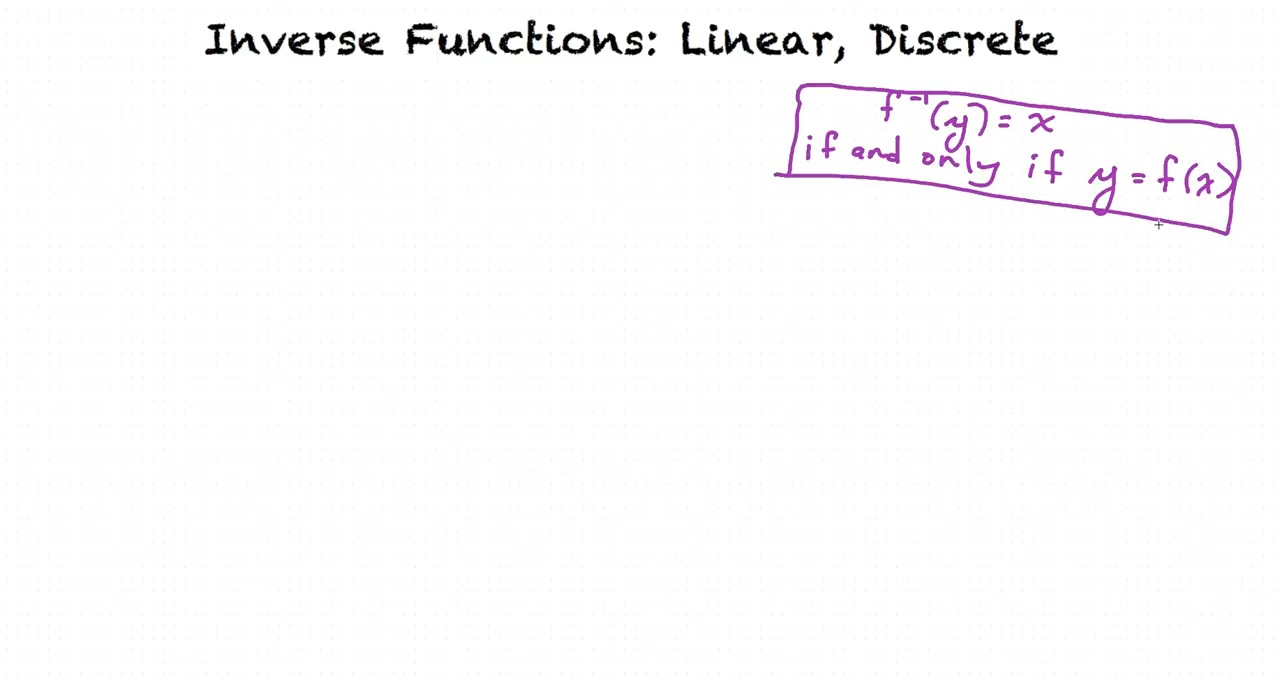 Inverse Functions: Linear, Discrete
f⁻¹(y) = x
if and only if y = f(x)